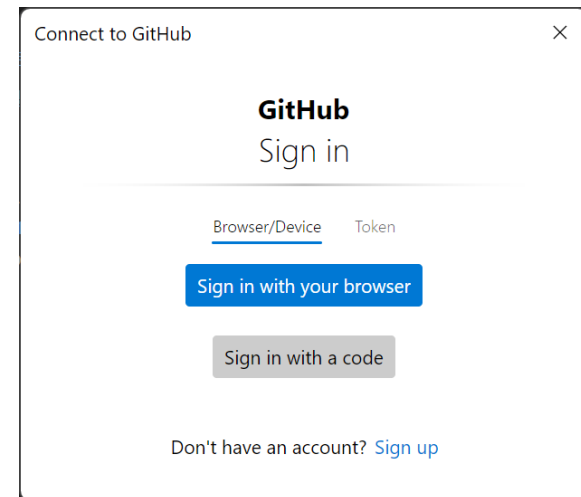 Connect to GitHub
GitHub
Sign in
Browser/Device Token
Sign in with your browser
Sign in with a code
Don't have an account? Sign up